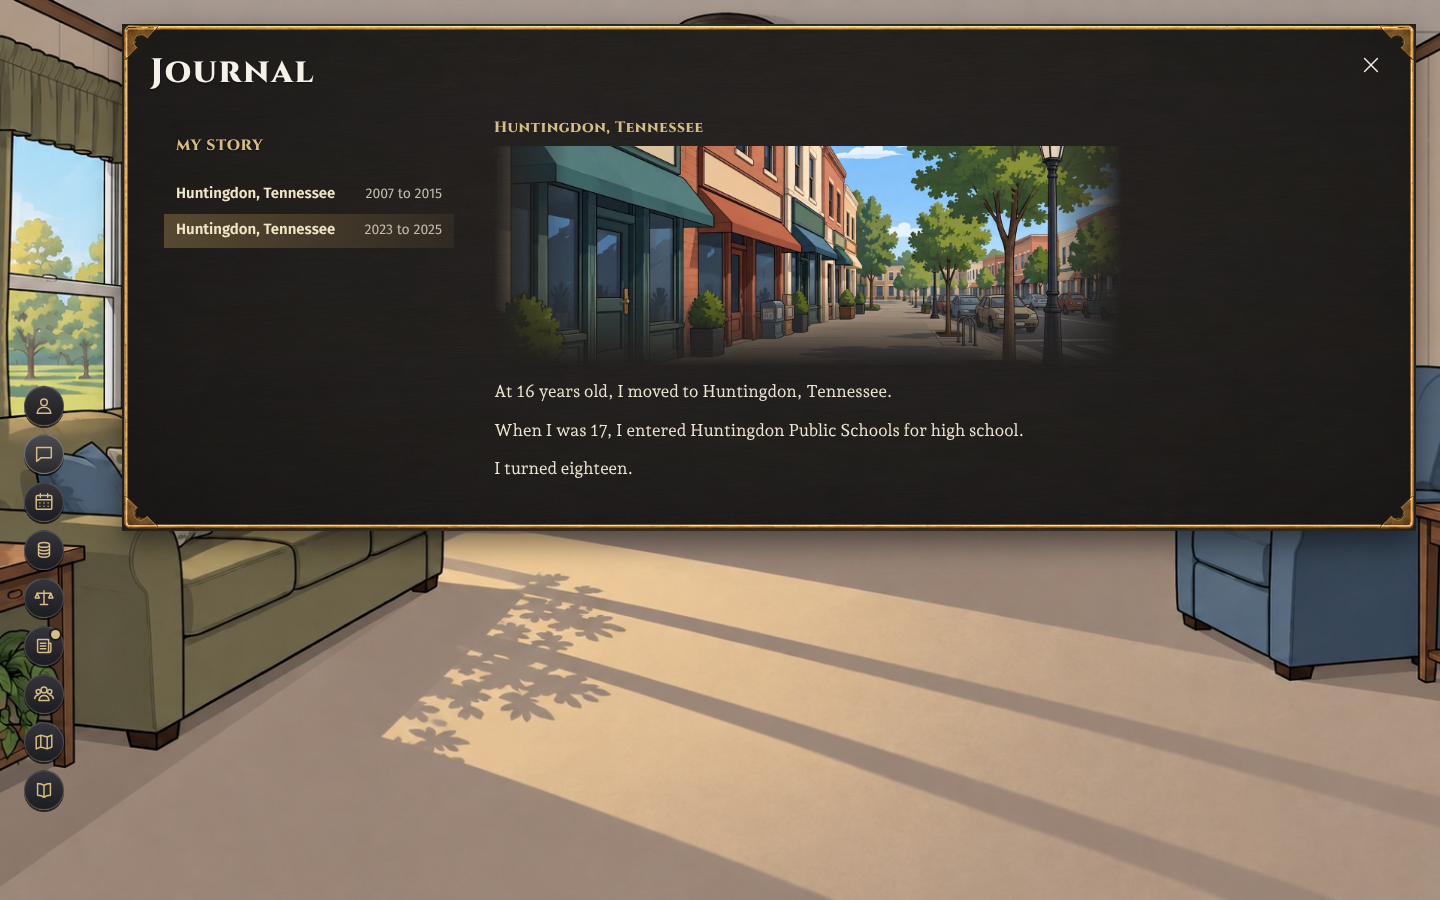 Journal
My Story
Huntingdon, Tennessee 2007 to 2015
Huntingdon, Tennessee 2023 to 2025
Huntingdon, Tennessee
At 16 years old, I moved to Huntingdon, Tennessee.
When I was 17, I entered Huntingdon Public Schools for high school.
I turned eighteen.